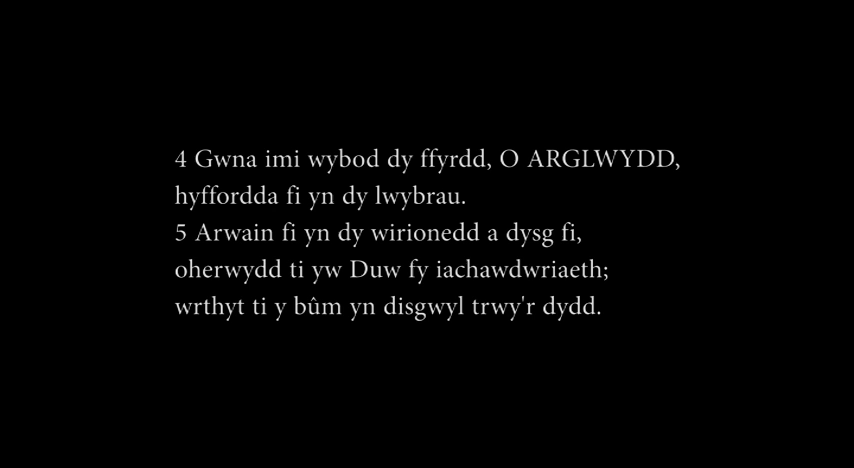 4 Gwna imi wybod dy ffyrdd, O ARGLWYDD,
hyffordda fi yn dy lwybrau.
5 Arwain fi yn dy wirionedd a dysg fi,
oherwydd ti yw Duw fy iachawdwriaeth;
wrthyt ti y bûm yn disgwyl trwy'r dydd.